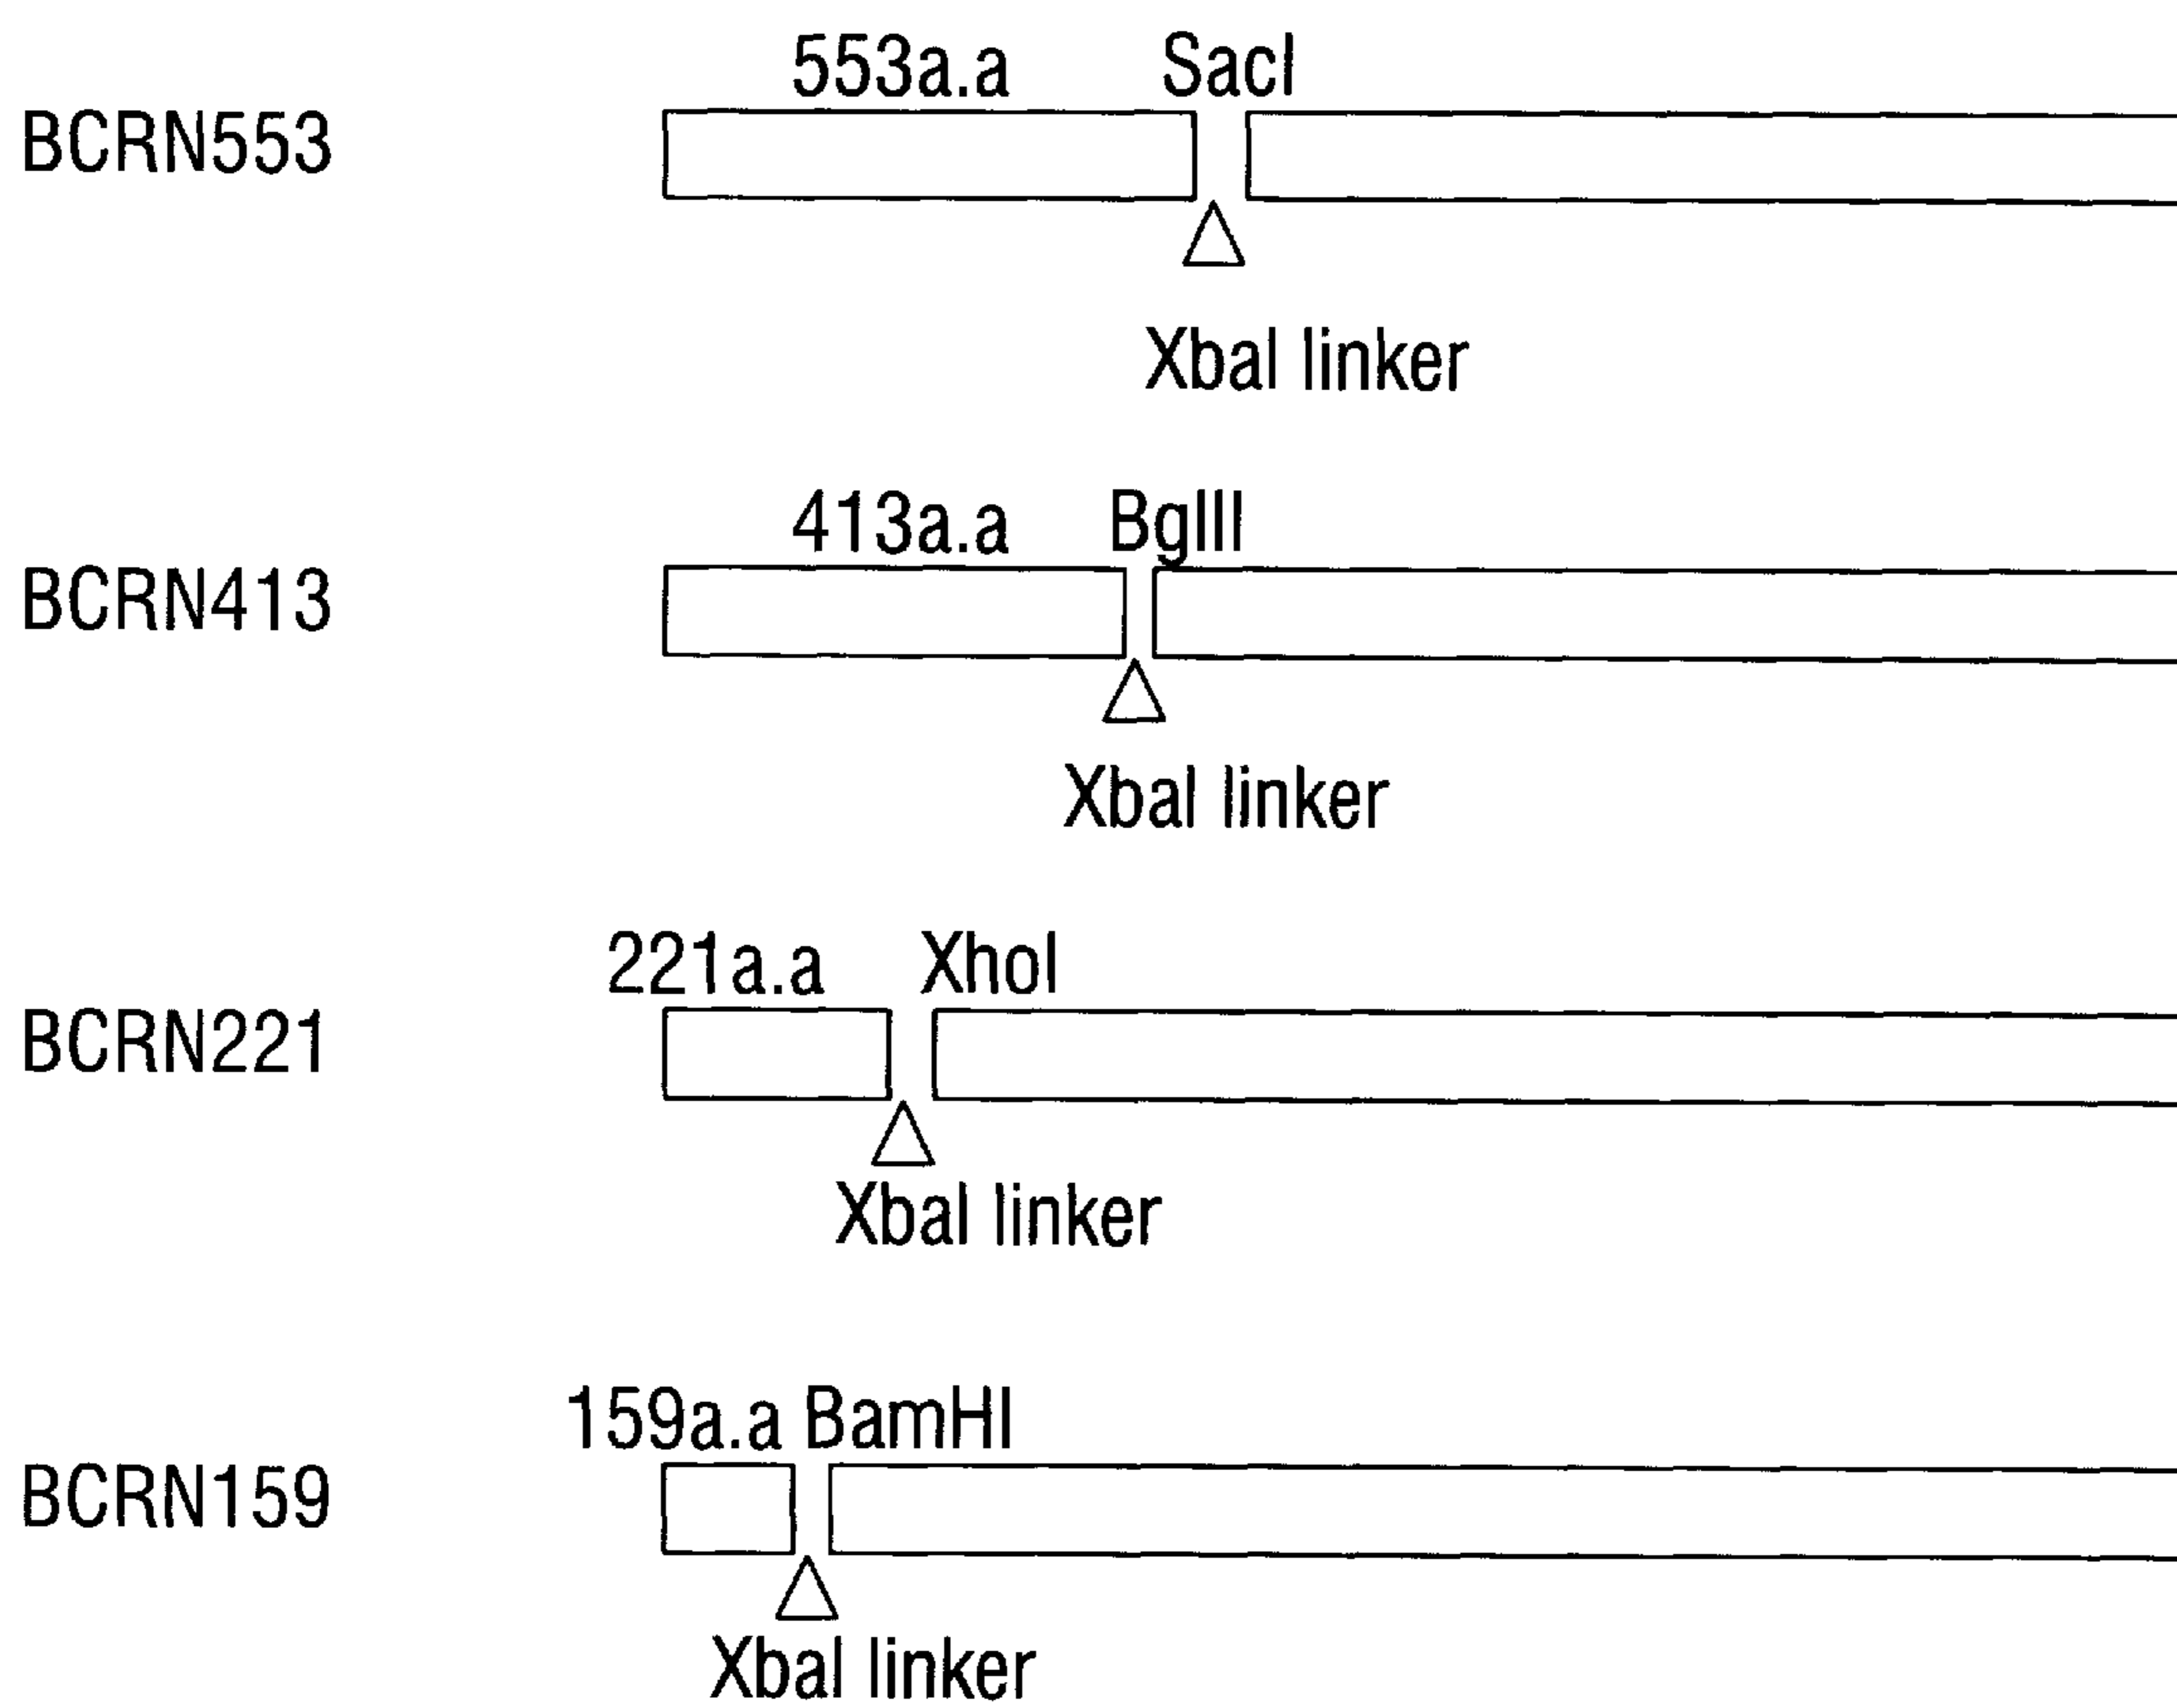 553a.a SacI
BCRN553
XbaI linker
413a.a BglII
BCRN413
XbaI linker
221a.a XhoI
BCRN221
XbaI linker
159a.a BamHI
BCRN159
XbaI linker